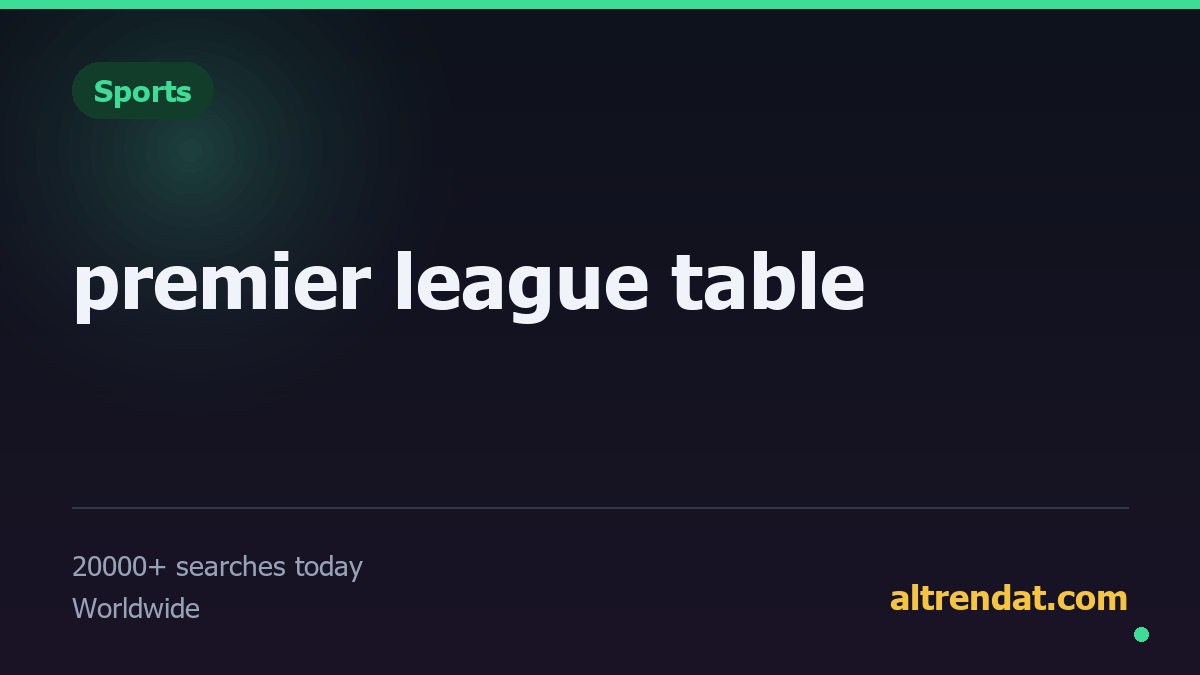 Sports
premier league table
20000+ searches today
Worldwide
altrendat.com